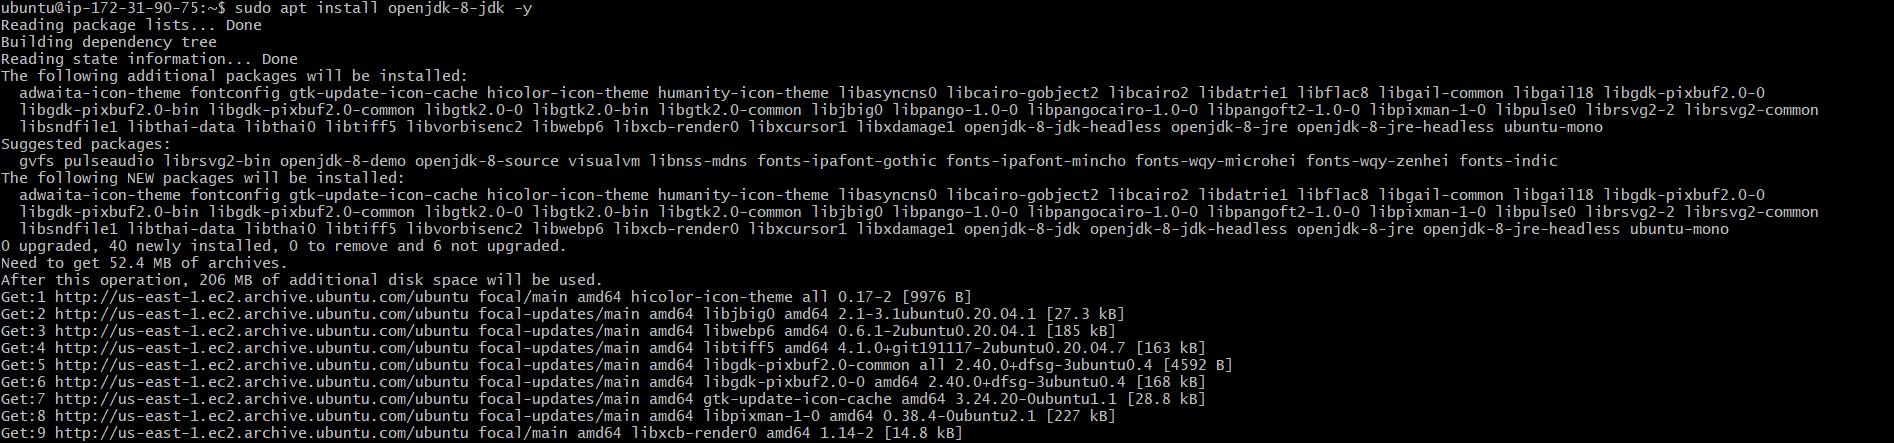 ubuntu@ip-172-31-90-75:~$ sudo apt install openjdk-8-jdk -y
Reading package lists... Done
Building dependency tree
Reading state information... Done
The following additional packages will be installed:
  adwaita-icon-theme fontconfig gtk-update-icon-cache hicolor-icon-theme humanity-icon-theme libasyncns0 libcairo-gobject2 libcairo2 libdatrie1 libflac8 libgail-common libgail18 libgdk-pixbuf2.0-0
  libgdk-pixbuf2.0-bin libgdk-pixbuf2.0-common libgtk2.0-0 libgtk2.0-bin libgtk2.0-common libjbig0 libpango-1.0-0 libpangocairo-1.0-0 libpangoft2-1.0-0 libpixman-1-0 libpulse0 librsvg2-2 librsvg2-common
  libsndfile1 libthai-data libthai0 libtiff5 libvorbisenc2 libwebp6 libxcb-render0 libxcursor1 libxdamage1 openjdk-8-jdk-headless openjdk-8-jre openjdk-8-jre-headless ubuntu-mono
Suggested packages:
  gvfs pulseaudio librsvg2-bin openjdk-8-demo openjdk-8-source visualvm libnss-mdns fonts-ipafont-gothic fonts-ipafont-mincho fonts-wqy-microhei fonts-wqy-zenhei fonts-indic
The following NEW packages will be installed:
  adwaita-icon-theme fontconfig gtk-update-icon-cache hicolor-icon-theme humanity-icon-theme libasyncns0 libcairo-gobject2 libcairo2 libdatrie1 libflac8 libgail-common libgail18 libgdk-pixbuf2.0-0
  libgdk-pixbuf2.0-bin libgdk-pixbuf2.0-common libgtk2.0-0 libgtk2.0-bin libgtk2.0-common libjbig0 libpango-1.0-0 libpangocairo-1.0-0 libpangoft2-1.0-0 libpixman-1-0 libpulse0 librsvg2-2 librsvg2-common
  libsndfile1 libthai-data libthai0 libtiff5 libvorbisenc2 libwebp6 libxcb-render0 libxcursor1 libxdamage1 openjdk-8-jdk openjdk-8-jdk-headless openjdk-8-jre openjdk-8-jre-headless ubuntu-mono
0 upgraded, 40 newly installed, 0 to remove and 6 not upgraded.
Need to get 52.4 MB of archives.
After this operation, 206 MB of additional disk space will be used.
Get:1 http://us-east-1.ec2.archive.ubuntu.com/ubuntu focal/main amd64 hicolor-icon-theme all 0.17-2 [9976 B]
Get:2 http://us-east-1.ec2.archive.ubuntu.com/ubuntu focal-updates/main amd64 libjbig0 amd64 2.1-3.1ubuntu0.20.04.1 [27.3 kB]
Get:3 http://us-east-1.ec2.archive.ubuntu.com/ubuntu focal-updates/main amd64 libwebp6 amd64 0.6.1-2ubuntu0.20.04.1 [185 kB]
Get:4 http://us-east-1.ec2.archive.ubuntu.com/ubuntu focal-updates/main amd64 libtiff5 amd64 4.1.0+git191117-2ubuntu0.20.04.7 [163 kB]
Get:5 http://us-east-1.ec2.archive.ubuntu.com/ubuntu focal-updates/main amd64 libgdk-pixbuf2.0-common all 2.40.0+dfsg-3ubuntu0.4 [4592 B]
Get:6 http://us-east-1.ec2.archive.ubuntu.com/ubuntu focal-updates/main amd64 libgdk-pixbuf2.0-0 amd64 2.40.0+dfsg-3ubuntu0.4 [168 kB]
Get:7 http://us-east-1.ec2.archive.ubuntu.com/ubuntu focal-updates/main amd64 gtk-update-icon-cache amd64 3.24.20-0ubuntu1.1 [28.8 kB]
Get:8 http://us-east-1.ec2.archive.ubuntu.com/ubuntu focal-updates/main amd64 libpixman-1-0 amd64 0.38.4-0ubuntu2.1 [227 kB]
Get:9 http://us-east-1.ec2.archive.ubuntu.com/ubuntu focal/main amd64 libxcb-render0 amd64 1.14-2 [14.8 kB]